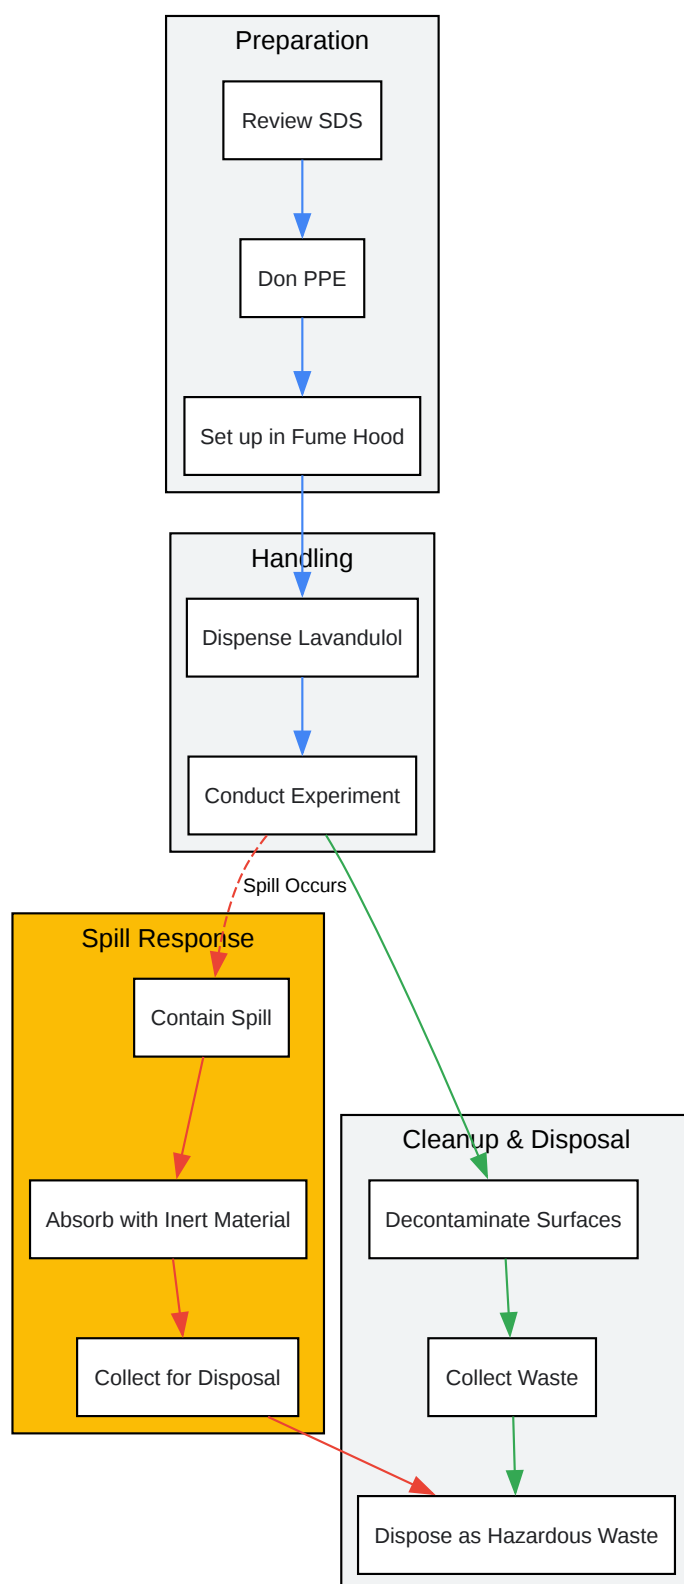 Preparation
Review SDS
Don PPE
Set up in Fume Hood
Handling
Dispense Lavandulol
Conduct Experiment
Spill Occurs
Spill Response
Contain Spill
Absorb with Inert Material
Collect for Disposal
Cleanup & Disposal
Decontaminate Surfaces
Collect Waste
Dispose as Hazardous Waste